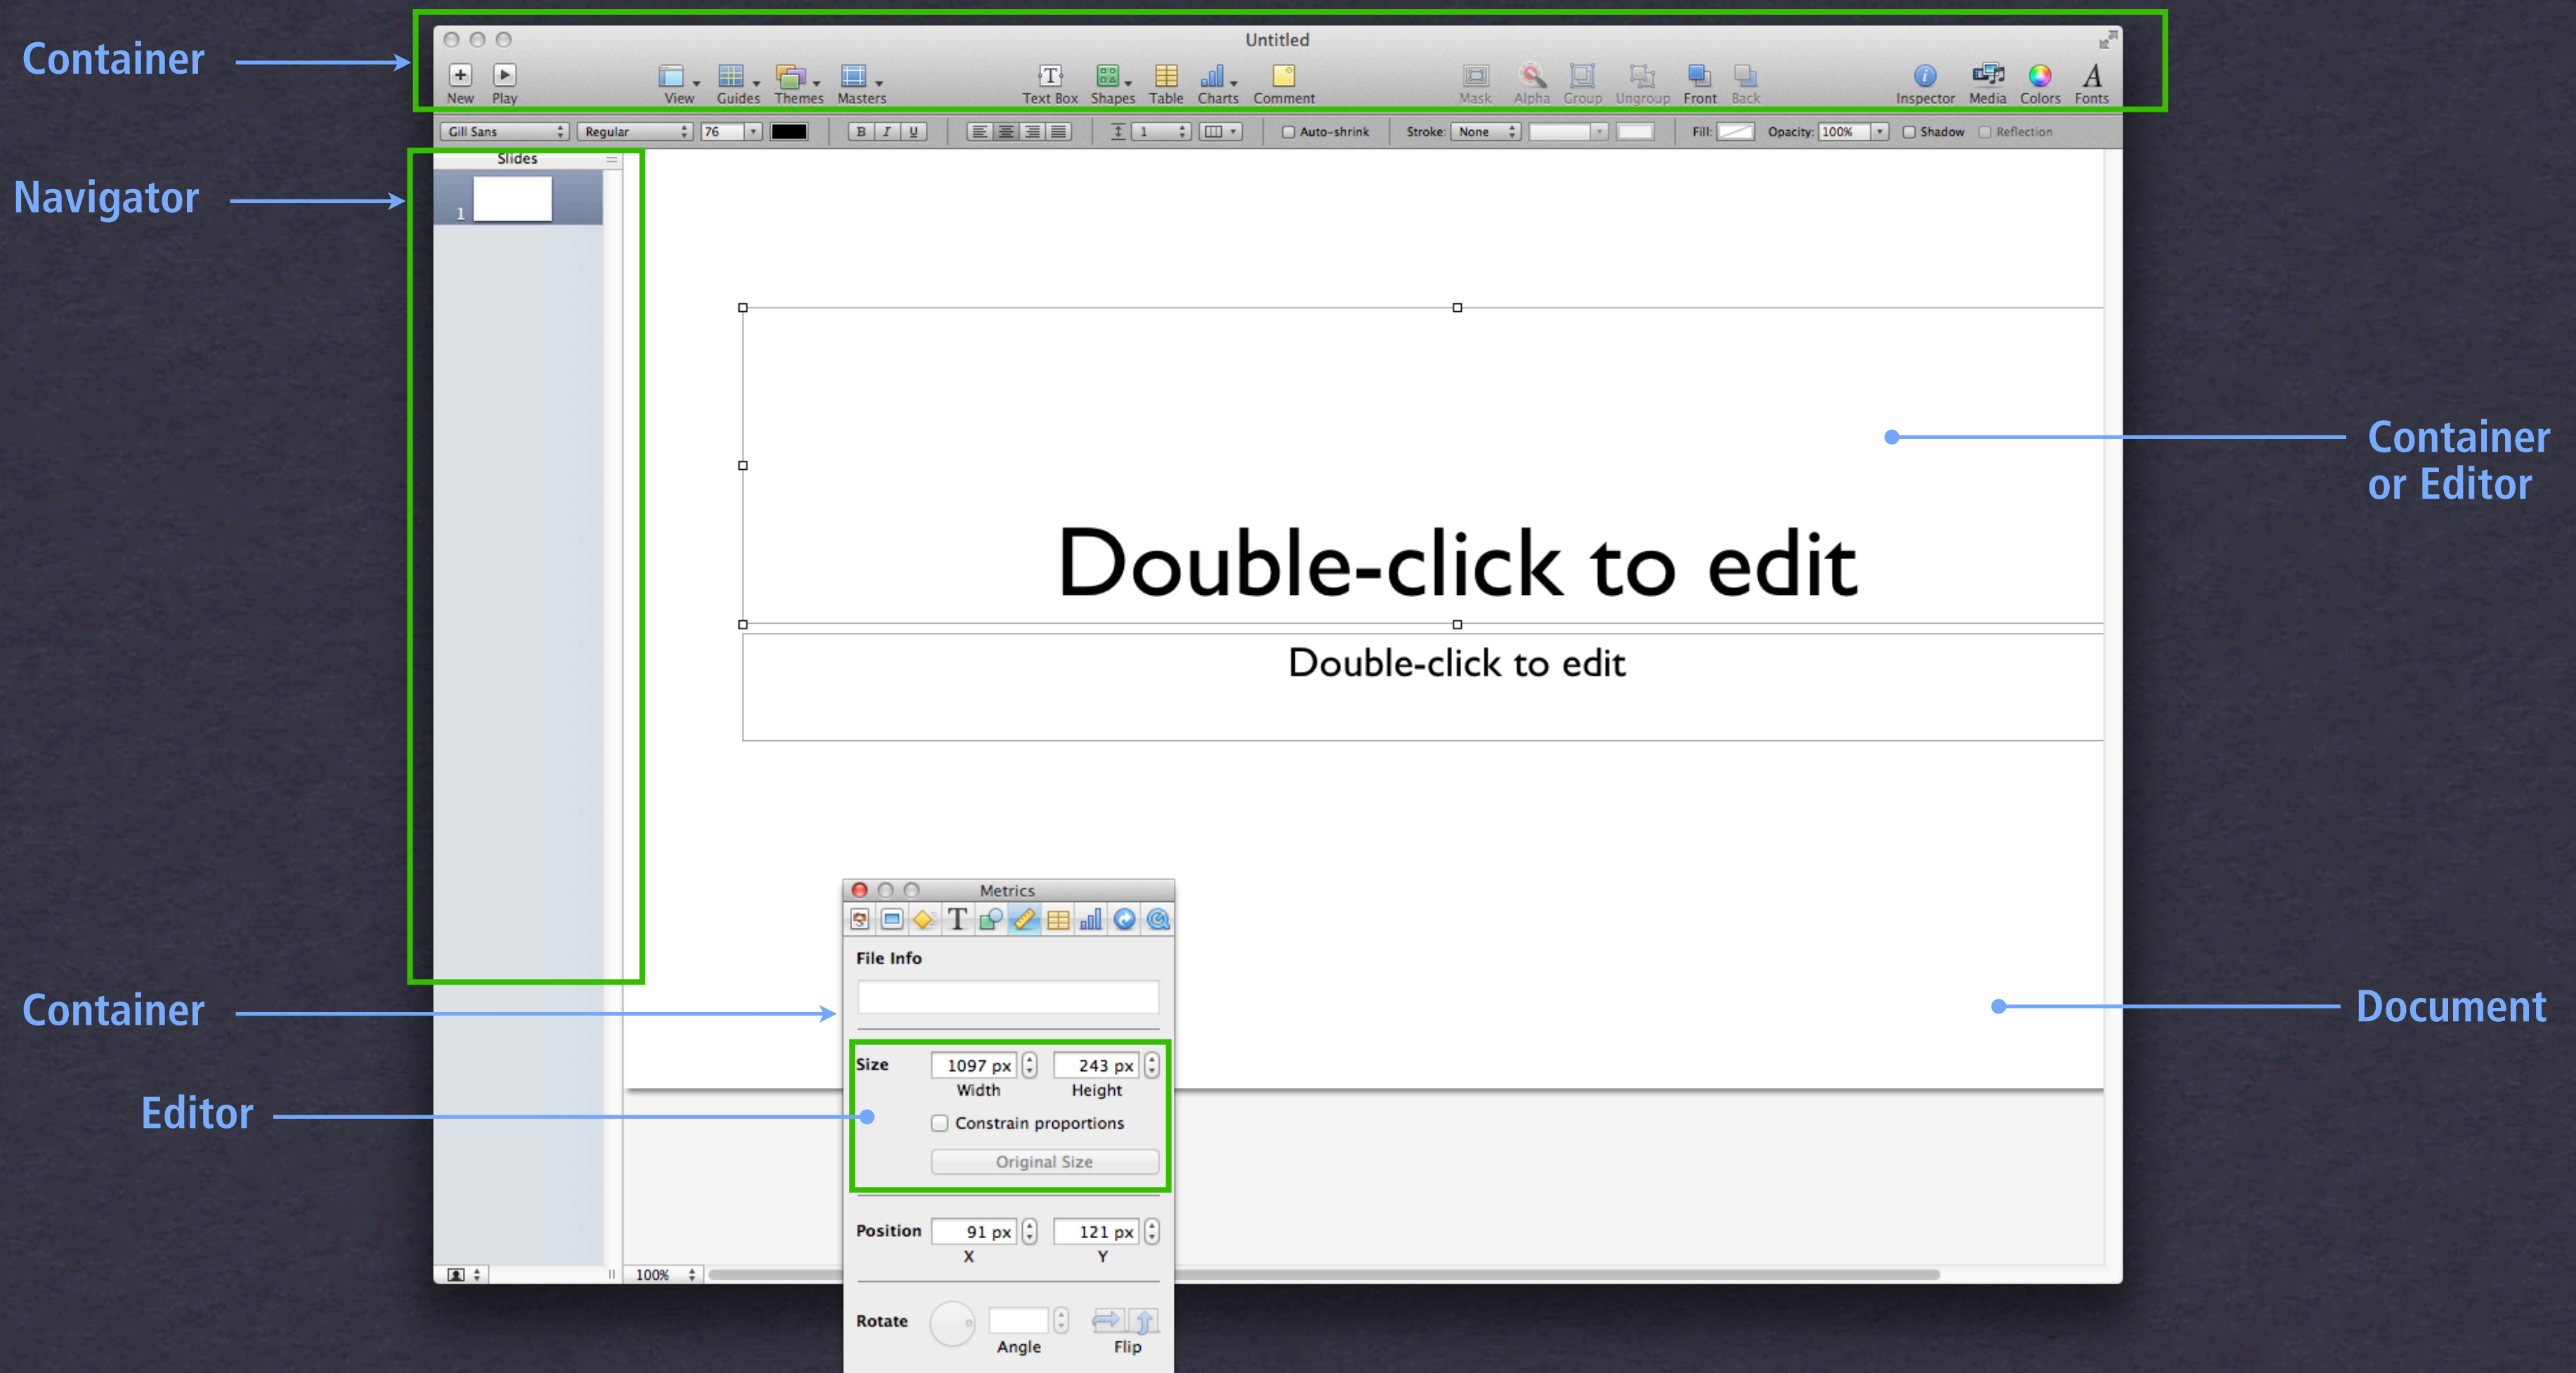 Untitled
Container
New Play View Guides Themes Masters Text Box Shapes Table Charts Comment Mask Alpha Group Ungroup Front Back Inspector Media Colors Fonts
Gill Sans Regular 76 B I U 1 Auto-shrink Stroke: None Fill: Opacity: 100% Shadow Reflection
Slides
Navigator
1
Container
or Editor
Double-click to edit
Double-click to edit
Metrics
File Info
Container
Document
Size 1097 px 243 px
Width Height
Editor
Constrain proportions
Original Size
Position 91 px 121 px
X Y
100%
Rotate
Angle Flip